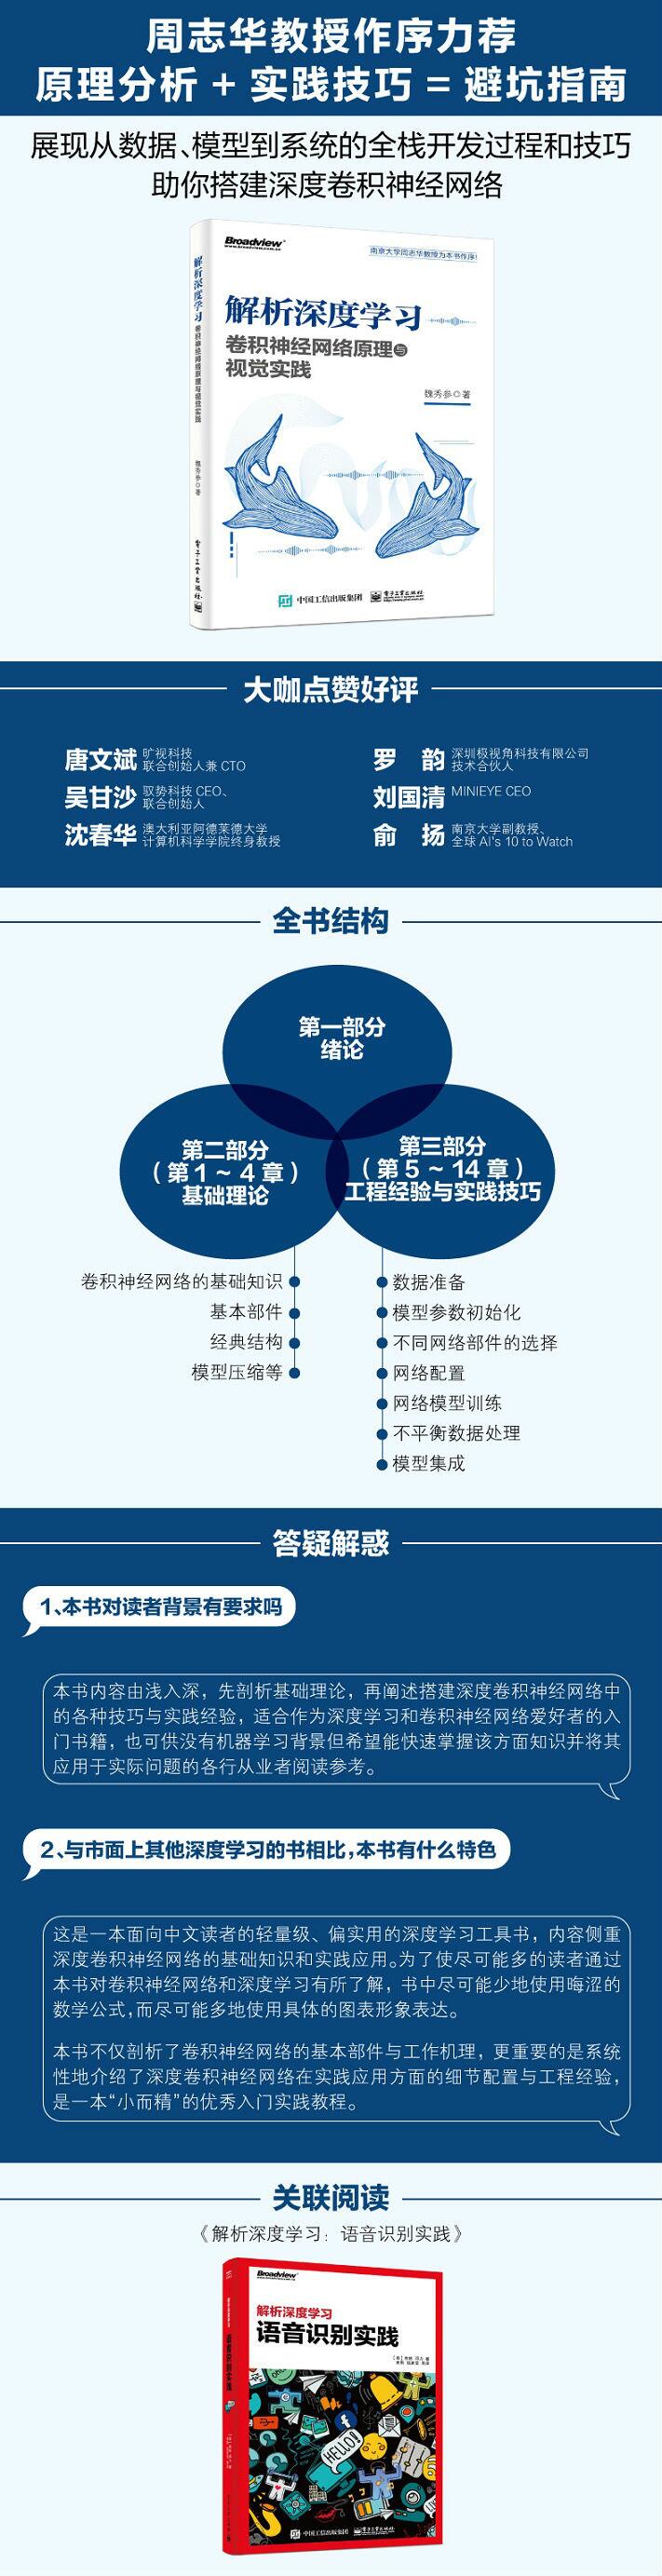 周志华教授作序力荐
原理分析 + 实践技巧 = 避坑指南
展现从数据、模型到系统的全栈开发过程和技巧
助你搭建深度卷积神经网络
Broadview
www.broadview.com.cn
南京大学周志华教授为本书作序!
解析深度学习
卷积神经网络原理与
视觉实践
魏秀参◎著
解析深度学习
卷积神经网络原理与视觉实践
魏秀参◎著
电子工业出版社
中国工信出版集团
电子工业出版社
大咖点赞好评
唐文斌 旷视科技
联合创始人兼 CTO
罗 韵 深圳极视角科技有限公司
技术合伙人
吴甘沙 驭势科技 CEO、
联合创始人
刘国清 MINIEYE CEO
沈春华 澳大利亚阿德莱德大学
计算机科学学院终身教授
俞 扬 南京大学副教授、
全球 AI's 10 to Watch
全书结构
第一部分
绪论
第二部分
（第 1 ~ 4 章）
基础理论
第三部分
（第 5 ~ 14 章）
工程经验与实践技巧
卷积神经网络的基础知识
基本部件
经典结构
模型压缩等
数据准备
模型参数初始化
不同网络部件的选择
网络配置
网络模型训练
不平衡数据处理
模型集成
答疑解惑
1、本书对读者背景有要求吗
本书内容由浅入深，先剖析基础理论，再阐述搭建深度卷积神经网络中
的各种技巧与实践经验，适合作为深度学习和卷积神经网络爱好者的入
门书籍，也可供没有机器学习背景但希望能快速掌握该方面知识并将其
应用于实际问题的各行从业者阅读参考。
2、与市面上其他深度学习的书相比，本书有什么特色
这是一本面向中文读者的轻量级、偏实用的深度学习工具书，内容侧重
深度卷积神经网络的基础知识和实践应用。为了使尽可能多的读者通过
本书对卷积神经网络和深度学习有所了解，书中尽可能少地使用晦涩的
数学公式，而尽可能多地使用具体的图表形象表达。
本书不仅剖析了卷积神经网络的基本部件与工作机理，更重要的是系统
性地介绍了深度卷积神经网络在实践应用方面的细节配置与工程经验，
是一本“小而精”的优秀入门实践教程。
关联阅读
《解析深度学习：语音识别实践》
Broadview
解析深度学习
语音识别实践
HELLO!
中国工信出版集团
电子工业出版社